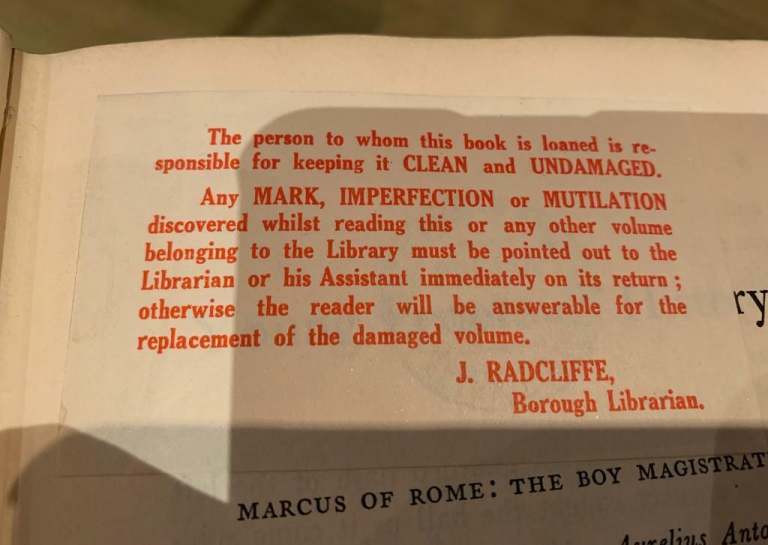 The person to whom this book is loaned is re-
sponsible for keeping it CLEAN and UNDAMAGED.
Any MARK, IMPERFECTION or MUTILATION
discovered whilst reading this or any other volume
belonging to the Library must be pointed out to the
Librarian or his Assistant immediately on its return ;
otherwise the reader will be answerable for the
replacement of the damaged volume.
J. RADCLIFFE,
Borough Librarian.
MARCUS OF ROME: THE BOY